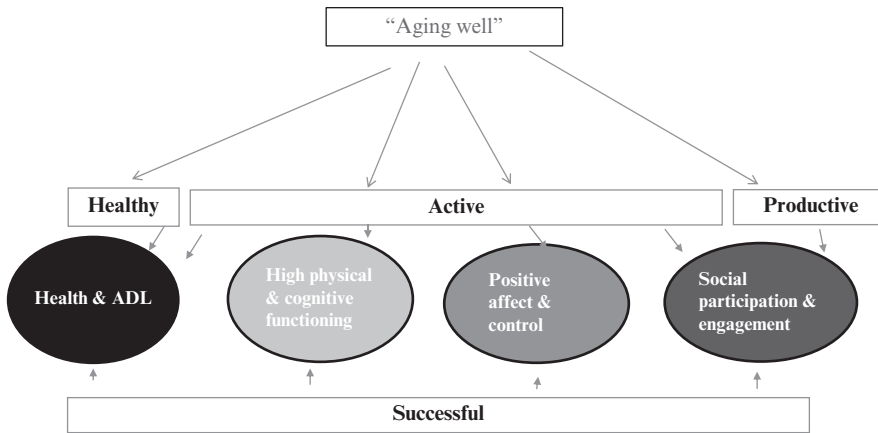 “Aging well”
Healthy
Active
Productive
Health & ADL
High physical
& cognitive
functioning
Positive
affect &
control
Social
participation &
engagement
Successful